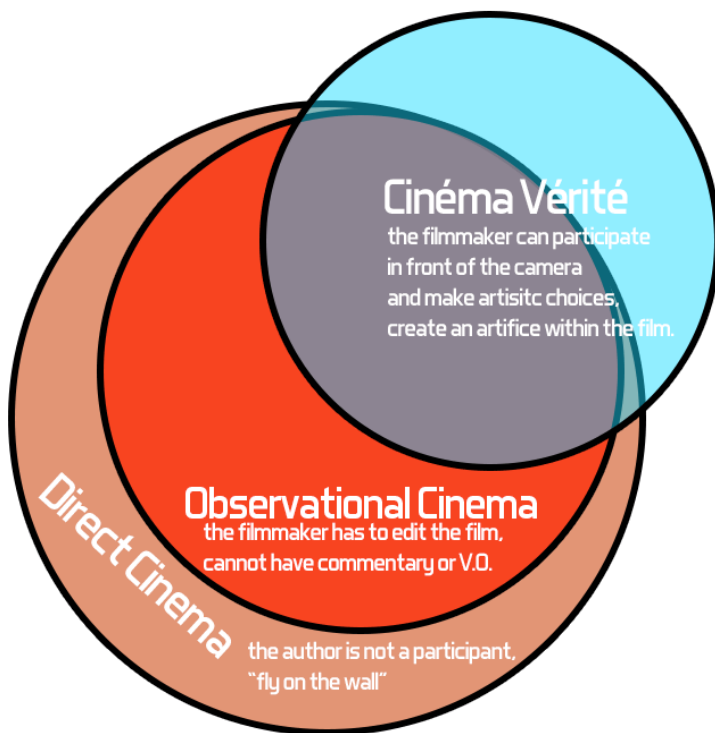 Cinéma Vérité
the filmmaker can participate
in front of the camera
and make artisitc choices,
create an artifice within the film.
Observational Cinema
the filmmaker has to edit the film,
cannot have commentary or V.O.
Direct Cinema
the author is not a participant,
“fly on the wall”